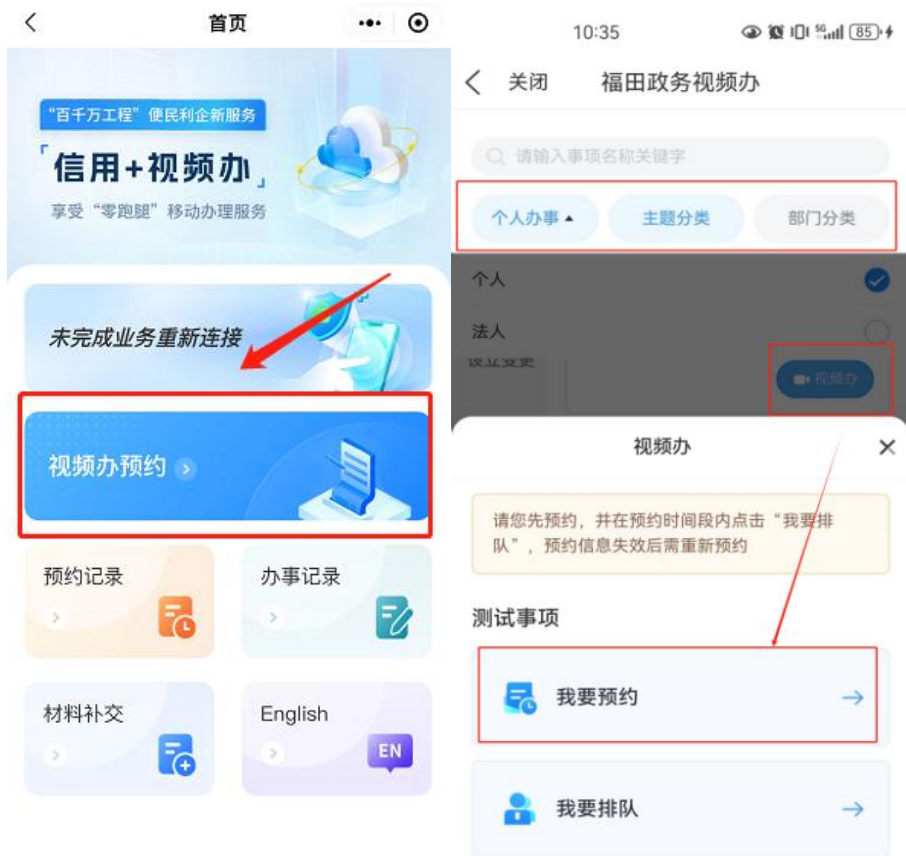 首页
“百千万工程”便民利企新服务
「信用+视频办」
享受“零跑腿”移动办理服务
未完成业务重新连接
视频办预约
预约记录
办事记录
材料补交
English
EN
10:35
5G
85
关闭
福田政务视频办
请输入事项名称关键字
个人办事
主题分类
部门分类
个人
法人
设立变更
视频办
视频办
请您先预约，并在预约时间段内点击“我要排
队”，预约信息失效后需重新预约
测试事项
我要预约
我要排队